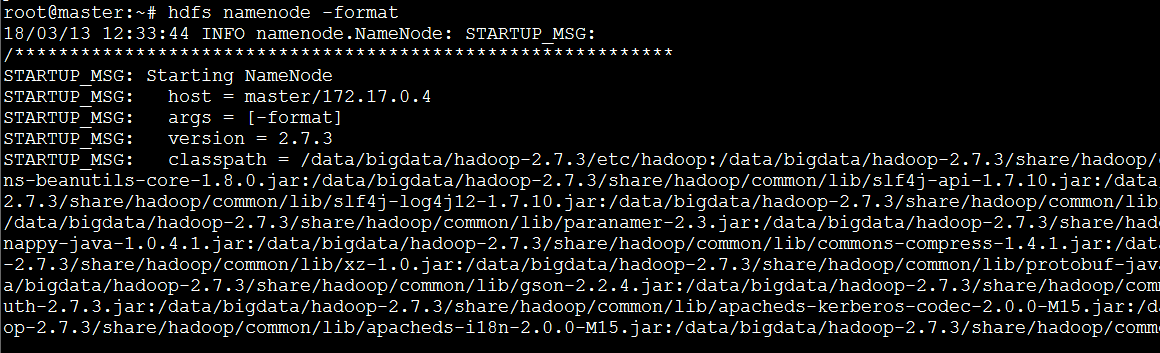 root@master:~# hdfs namenode -format
18/03/13 12:33:44 INFO namenode.NameNode: STARTUP_MSG:
/************************************************************
STARTUP_MSG: Starting NameNode
STARTUP_MSG:   host = master/172.17.0.4
STARTUP_MSG:   args = [-format]
STARTUP_MSG:   version = 2.7.3
STARTUP_MSG:   classpath = /data/bigdata/hadoop-2.7.3/etc/hadoop:/data/bigdata/hadoop-2.7.3/share/hadoop/
ns-beanutils-core-1.8.0.jar:/data/bigdata/hadoop-2.7.3/share/hadoop/common/lib/slf4j-api-1.7.10.jar:/data
2.7.3/share/hadoop/common/lib/slf4j-log4j12-1.7.10.jar:/data/bigdata/hadoop-2.7.3/share/hadoop/common/lib
/data/bigdata/hadoop-2.7.3/share/hadoop/common/lib/paranamer-2.3.jar:/data/bigdata/hadoop-2.7.3/share/had
nappy-java-1.0.4.1.jar:/data/bigdata/hadoop-2.7.3/share/hadoop/common/lib/commons-compress-1.4.1.jar:/dat
-2.7.3/share/hadoop/common/lib/xz-1.0.jar:/data/bigdata/hadoop-2.7.3/share/hadoop/common/lib/protobuf-jav
a/bigdata/hadoop-2.7.3/share/hadoop/common/lib/gson-2.2.4.jar:/data/bigdata/hadoop-2.7.3/share/hadoop/com
uth-2.7.3.jar:/data/bigdata/hadoop-2.7.3/share/hadoop/common/lib/apacheds-kerberos-codec-2.0.0-M15.jar:/d
op-2.7.3/share/hadoop/common/lib/apacheds-i18n-2.0.0-M15.jar:/data/bigdata/hadoop-2.7.3/share/hadoop/comm